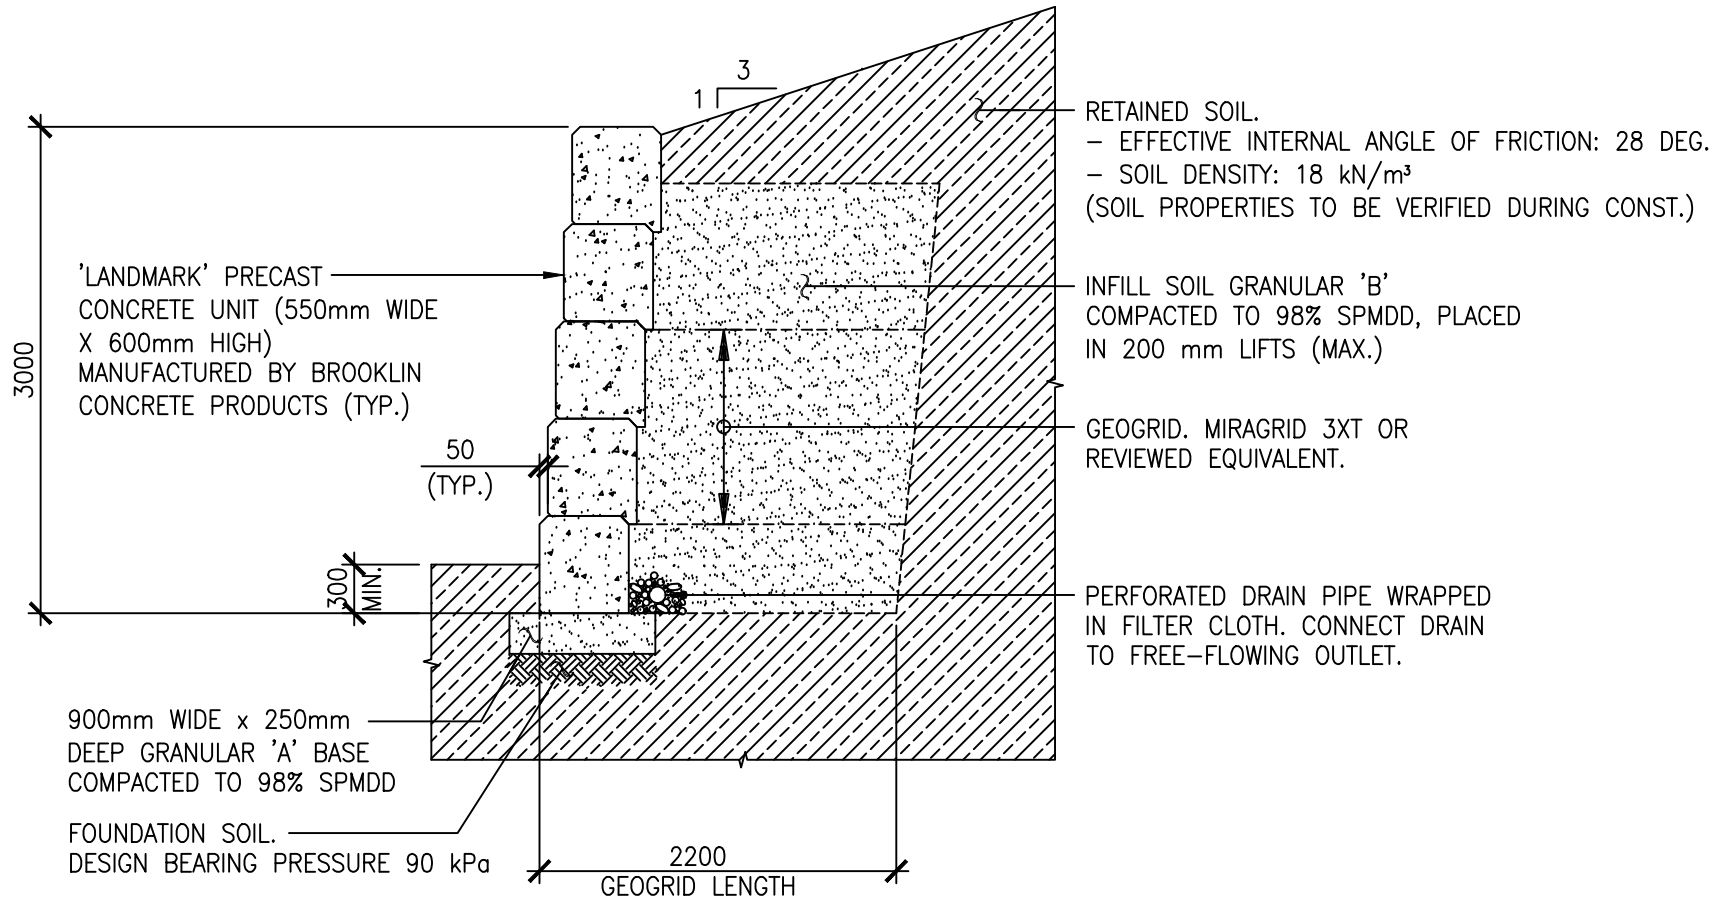 3
1
RETAINED SOIL.
– EFFECTIVE INTERNAL ANGLE OF FRICTION: 28 DEG.
– SOIL DENSITY: 18 kN/m³
(SOIL PROPERTIES TO BE VERIFIED DURING CONST.)
'LANDMARK' PRECAST
CONCRETE UNIT (550mm WIDE
X 600mm HIGH)
MANUFACTURED BY BROOKLIN
CONCRETE PRODUCTS (TYP.)
INFILL SOIL GRANULAR 'B'
COMPACTED TO 98% SPMDD, PLACED
IN 200 mm LIFTS (MAX.)
3000
GEOGRID. MIRAGRID 3XT OR
REVIEWED EQUIVALENT.
50
(TYP.)
300
MIN.
PERFORATED DRAIN PIPE WRAPPED
IN FILTER CLOTH. CONNECT DRAIN
TO FREE–FLOWING OUTLET.
900mm WIDE x 250mm
DEEP GRANULAR 'A' BASE
COMPACTED TO 98% SPMDD
FOUNDATION SOIL.
DESIGN BEARING PRESSURE 90 kPa
2200
GEOGRID LENGTH